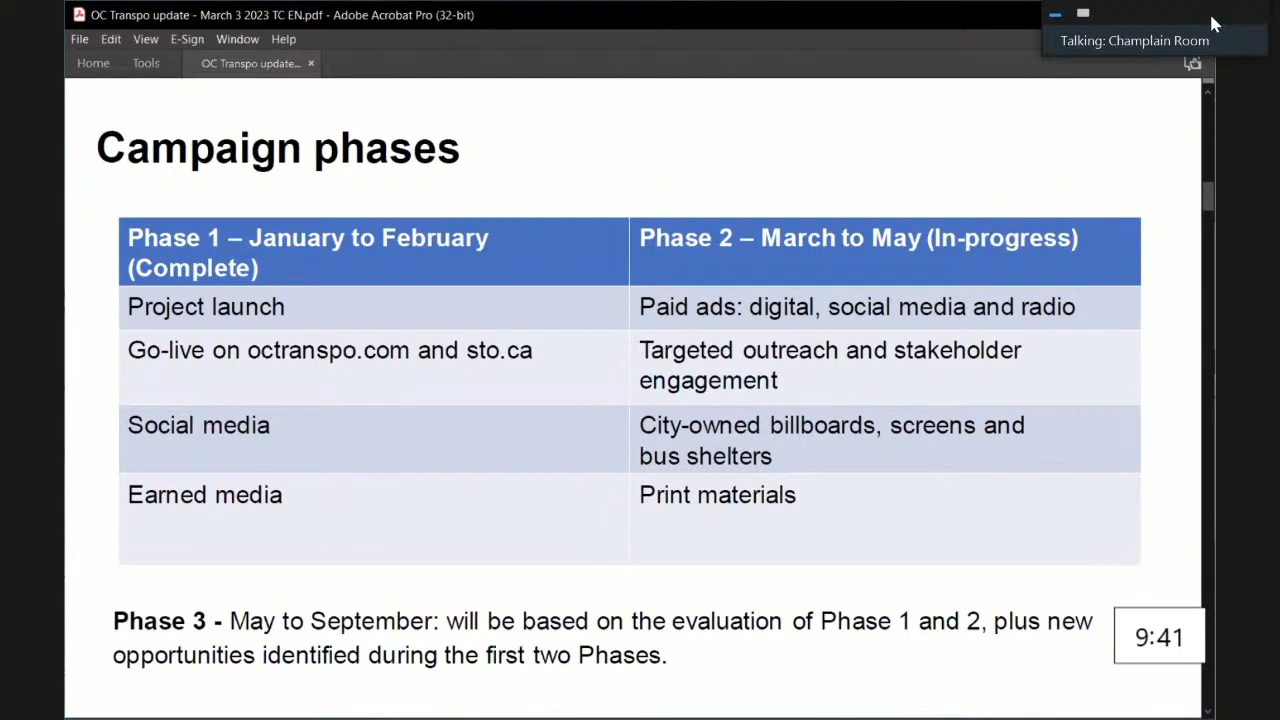 OC Transpo update - March 3 2023 TC EN.pdf - Adobe Acrobat Pro (32-bit)
Talking: Champlain Room
File Edit View E-Sign Window Help
Home Tools OC Transpo update... ×
Campaign phases
Phase 1 – January to February
(Complete)
Phase 2 – March to May (In-progress)
Project launch
Paid ads: digital, social media and radio
Go-live on octranspo.com and sto.ca
Targeted outreach and stakeholder
engagement
Social media
City-owned billboards, screens and
bus shelters
Earned media
Print materials
Phase 3 - May to September: will be based on the evaluation of Phase 1 and 2, plus new
opportunities identified during the first two Phases.
9:41